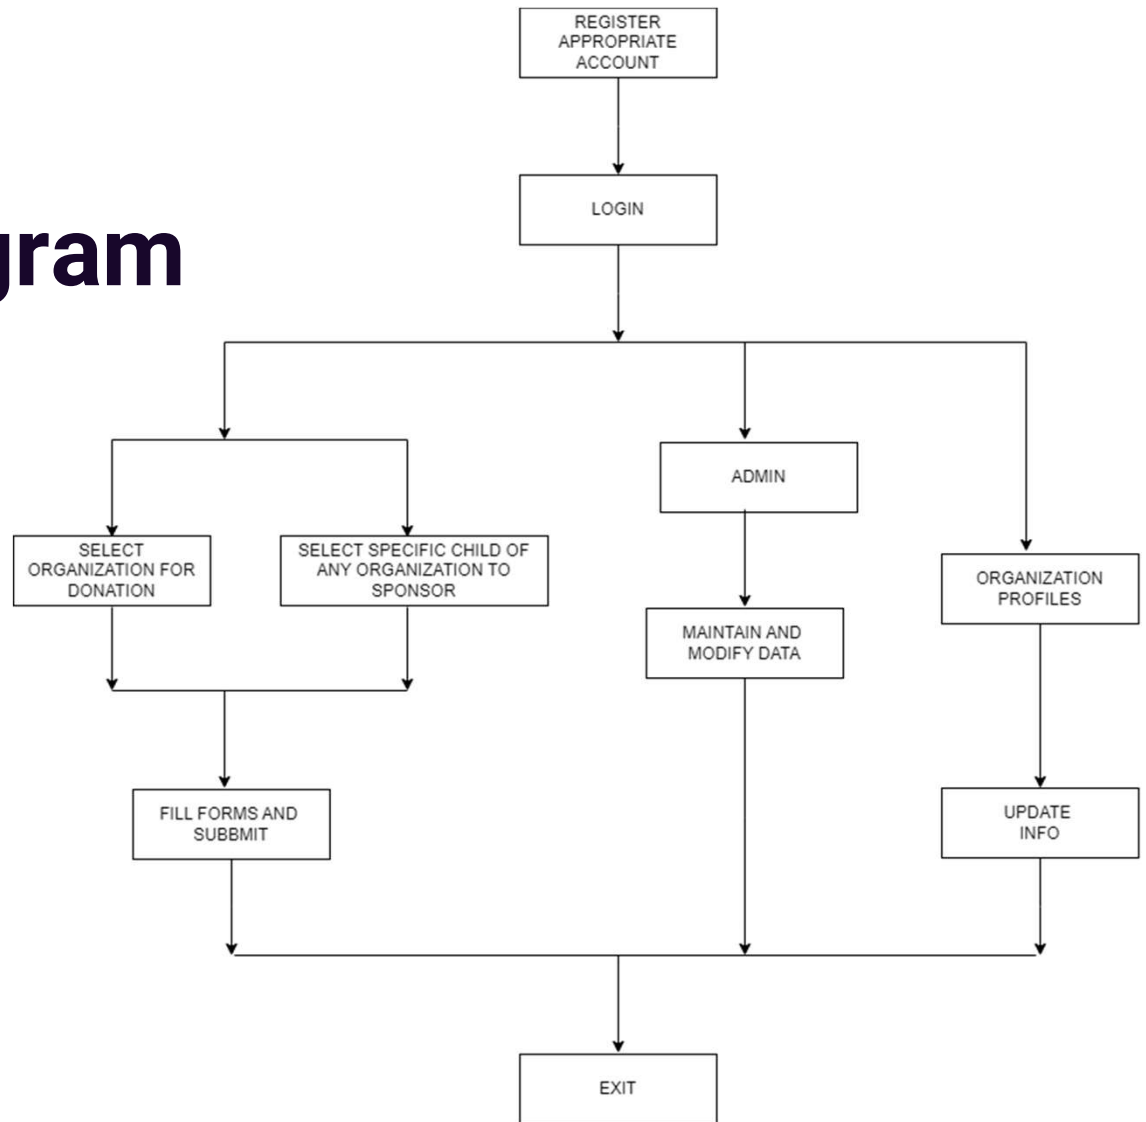 REGISTER
APPROPRIATE
ACCOUNT
LOGIN
gram
SELECT
ORGANIZATION FOR
DONATION
SELECT SPECIFIC CHILD OF
ANY ORGANIZATION TO
SPONSOR
ADMIN
ORGANIZATION
PROFILES
MAINTAIN AND
MODIFY DATA
FILL FORMS AND
SUBBMIT
UPDATE
INFO
EXIT